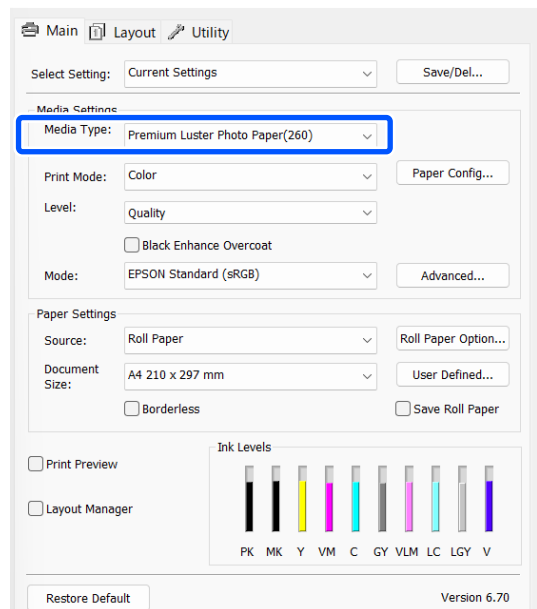 Main Layout Utility
Select Setting: Current Settings Save/Del...
Media Settings
Media Type: Premium Luster Photo Paper(260)
Print Mode: Color Paper Config...
Level: Quality
Black Enhance Overcoat
Mode: EPSON Standard (sRGB) Advanced...
Paper Settings
Source: Roll Paper Roll Paper Option...
Document
Size: A4 210 x 297 mm User Defined...
Borderless Save Roll Paper
Ink Levels
Print Preview
Layout Manager
PK MK Y VM C GY VLM LC LGY V
Restore Default Version 6.70